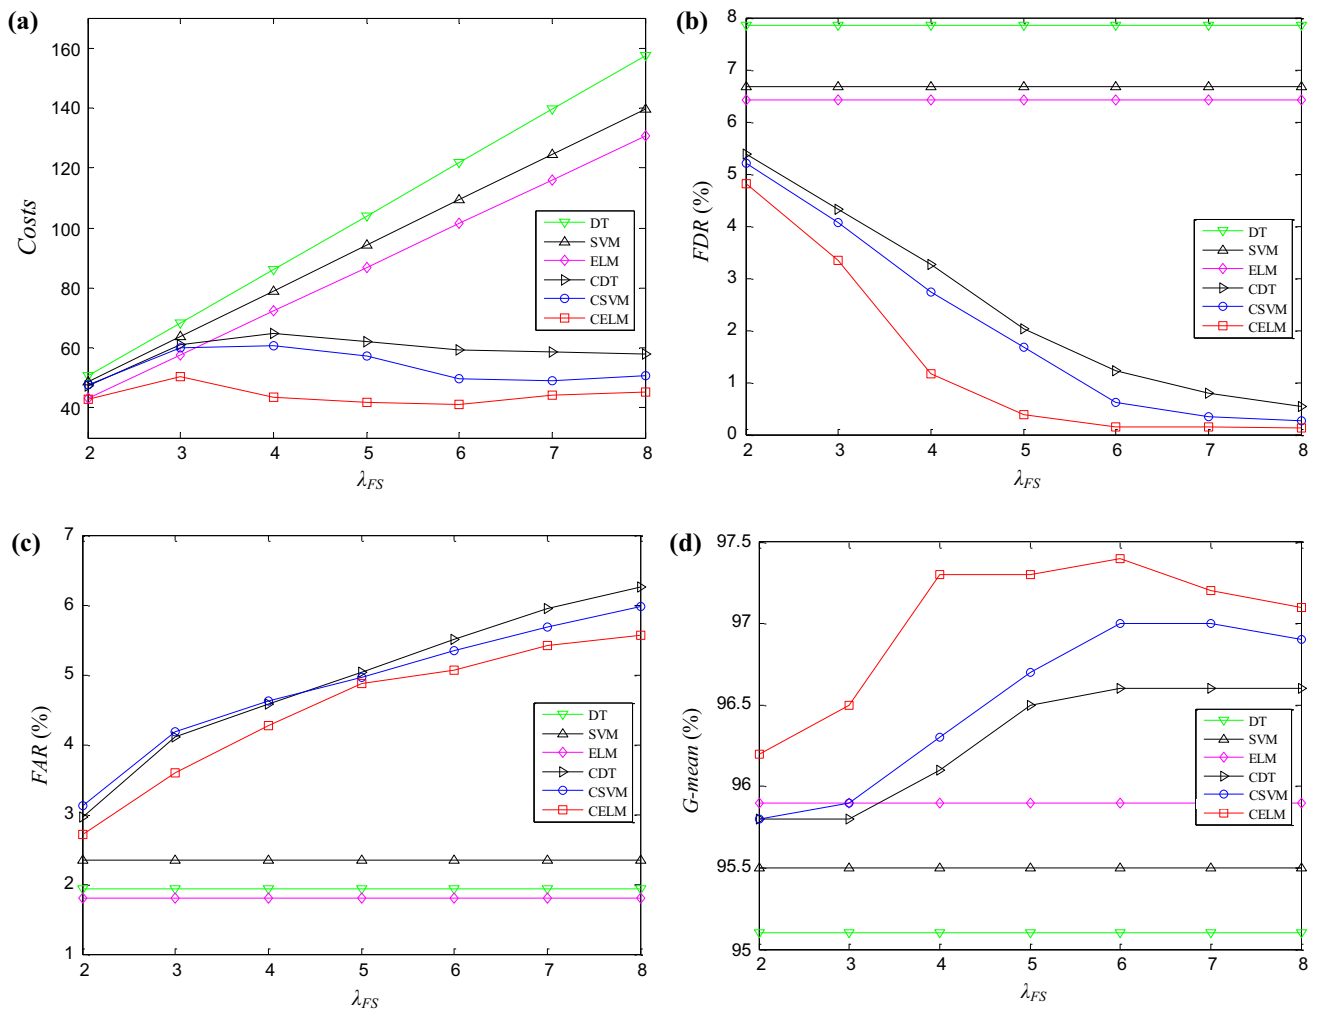 (a)
160
140
120
100
80
60
40
Costs
2 3 4 5 6 7 8
λFS
DT
SVM
ELM
CDT
CSVM
CELM
(b)
8
7
6
5
4
3
2
1
0
FDR (%)
2 3 4 5 6 7 8
λFS
DT
SVM
ELM
CDT
CSVM
CELM
(c)
7
6
5
4
3
2
1
FAR (%)
2 3 4 5 6 7 8
λFS
DT
SVM
ELM
CDT
CSVM
CELM
(d)
97.5
97
96.5
96
95.5
95
G-mean (%)
2 3 4 5 6 7 8
λFS
DT
SVM
ELM
CDT
CSVM
CELM